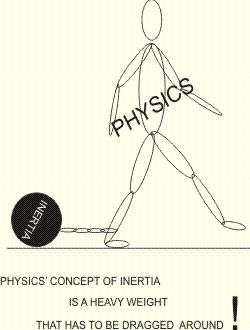 PHYSICS
INERTIA
PHYSICS' CONCEPT OF INERTIA
IS A HEAVY WEIGHT
THAT HAS TO BE DRAGGED AROUND !